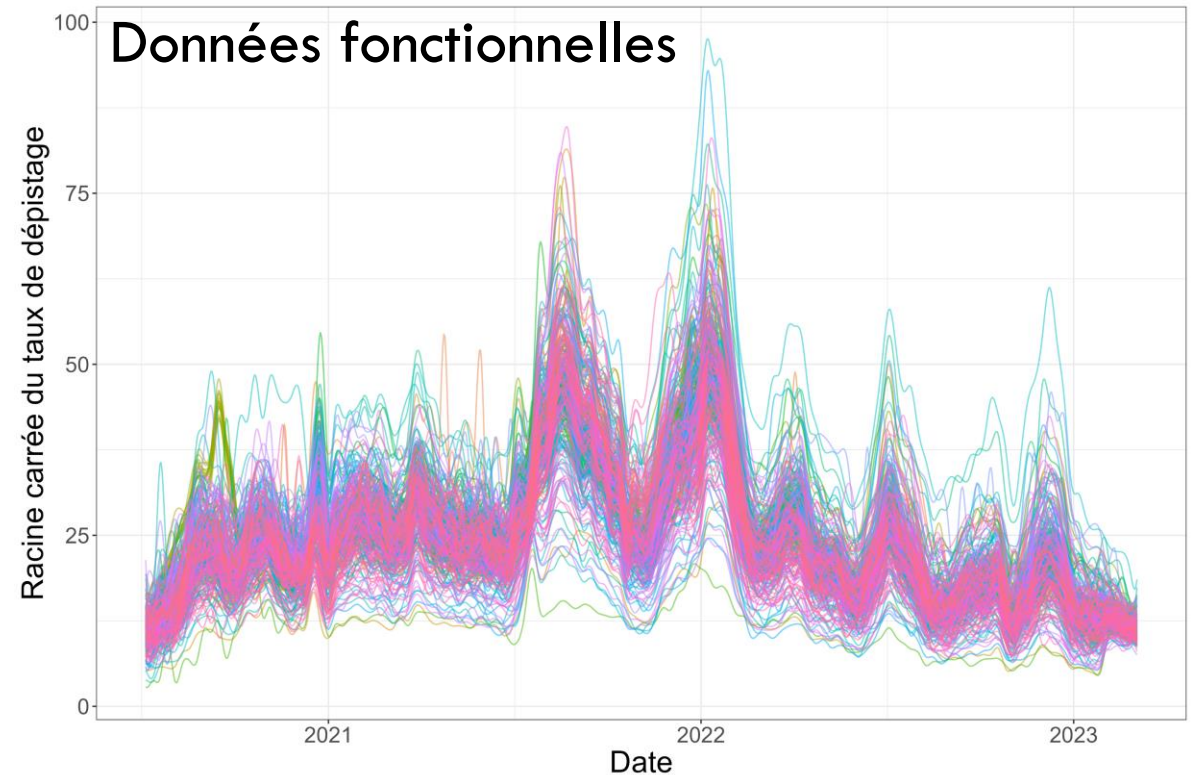 Données fonctionnelles
Racine carrée du taux de dépistage
100
75
50
25
0
2021
2022
2023
Date